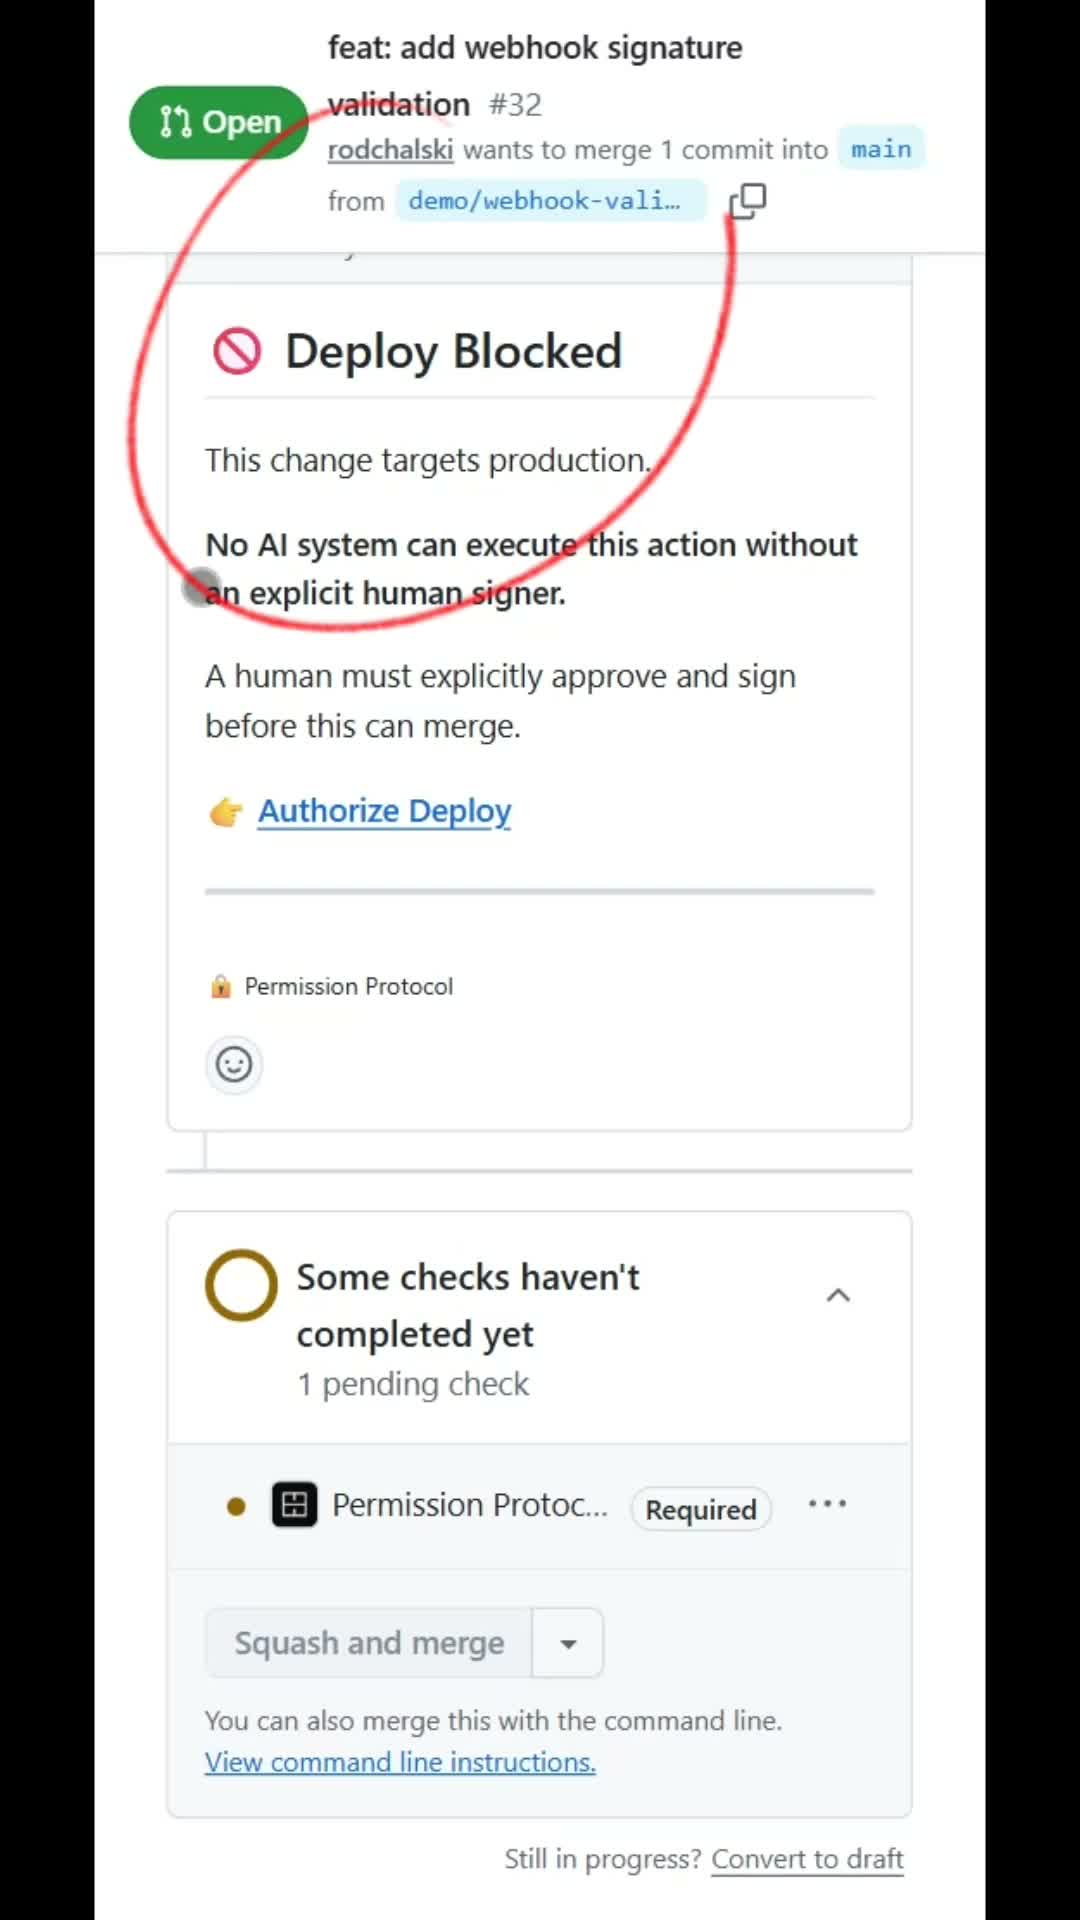 feat: add webhook signature
validation #32
Open
rodchalski wants to merge 1 commit into main
from demo/webhook-vali...
Deploy Blocked
This change targets production.
No AI system can execute this action without
an explicit human signer.
A human must explicitly approve and sign
before this can merge.
👉 Authorize Deploy
🔒 Permission Protocol
Some checks haven't
completed yet
1 pending check
Permission Protoc... Required
Squash and merge
You can also merge this with the command line.
View command line instructions.
Still in progress? Convert to draft